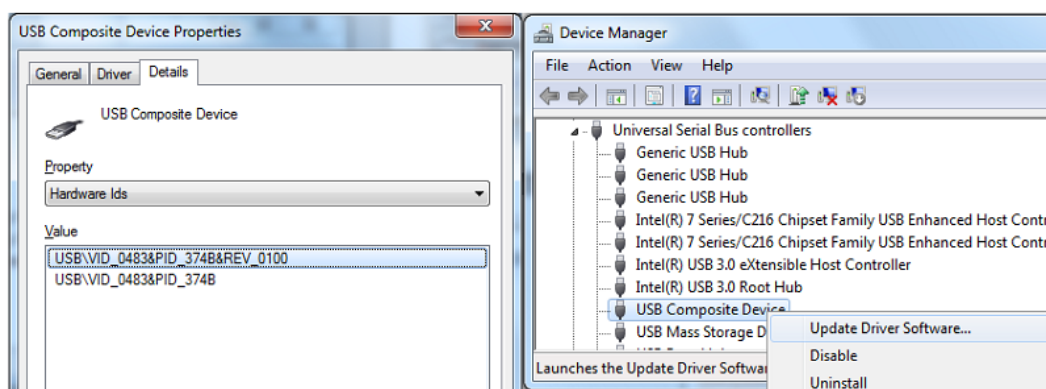 USB Composite Device Properties
General Driver Details
USB Composite Device
Property
Hardware Ids
Value
USB\VID_0483&PID_374B&REV_0100
USB\VID_0483&PID_374B
Device Manager
File Action View Help
Universal Serial Bus controllers
Generic USB Hub
Generic USB Hub
Generic USB Hub
Intel(R) 7 Series/C216 Chipset Family USB Enhanced Host Contr
Intel(R) 7 Series/C216 Chipset Family USB Enhanced Host Contr
Intel(R) USB 3.0 eXtensible Host Controller
Intel(R) USB 3.0 Root Hub
USB Composite Device
USB Mass Storage D
Launches the Update Driver Softwa
Update Driver Software...
Disable
Uninstall